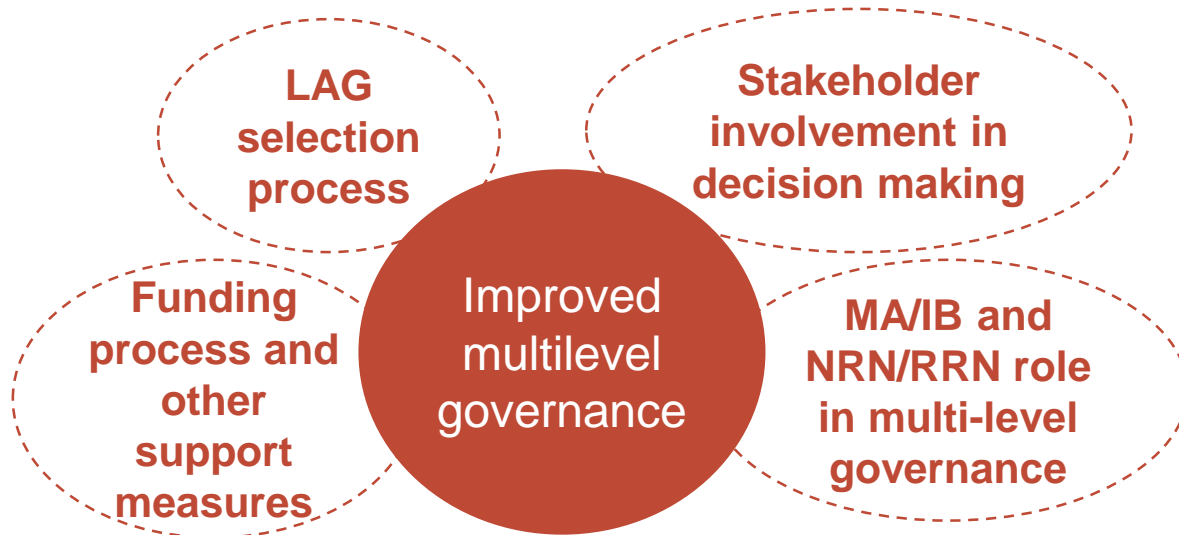 LAG
selection
process
Stakeholder
involvement in
decision making
Funding
process and
other
support
measures
Improved
multilevel
governance
MA/IB and
NRN/RRN role
in multi-level
governance